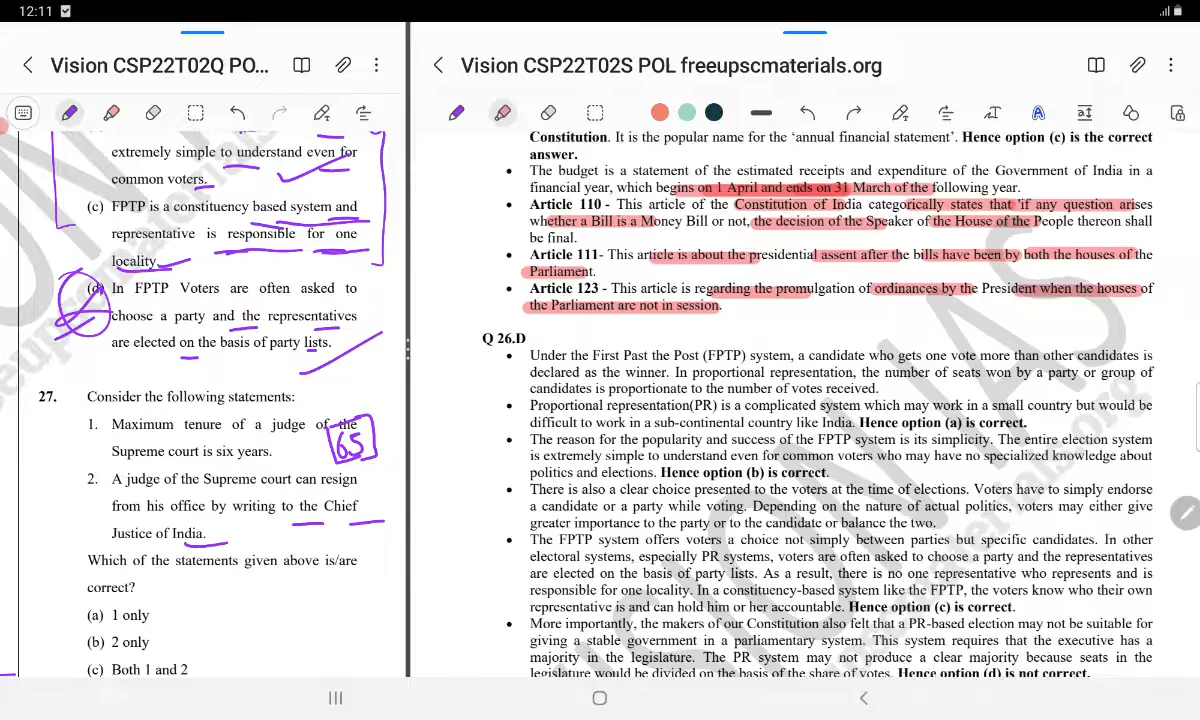 12:11
Vision CSP22T02Q PO...
extremely simple to understand even for
common voters.
(c) FPTP is a constituency based system and
representative is responsible for one
locality.
(d) In FPTP Voters are often asked to
choose a party and the representatives
are elected on the basis of party lists.
27. Consider the following statements:
1. Maximum tenure of a judge of the
Supreme court is six years.
65
2. A judge of the Supreme court can resign
from his office by writing to the Chief
Justice of India.
Which of the statements given above is/are
correct?
(a) 1 only
(b) 2 only
(c) Both 1 and 2
Vision CSP22T02S POL freeupscmaterials.org
Constitution. It is the popular name for the ‘annual financial statement’. Hence option (c) is the correct
answer.
• The budget is a statement of the estimated receipts and expenditure of the Government of India in a
financial year, which begins on 1 April and ends on 31 March of the following year.
• Article 110 - This Article of the Constitution of India categorically states that 'if any question arises
whether a Bill is a Money Bill or not, the decision of the Speaker of the House of the People thereon shall
be final.
• Article 111- This article is about the presidential assent after the bills have been by both the houses of the
Parliament.
• Article 123 - This article is regarding the promulgation of ordinances by the President when the houses of
the Parliament are not in session.
Q 26.D
• Under the First Past the Post (FPTP) system, a candidate who gets one vote more than other candidates is
declared as the winner. In proportional representation, the number of seats won by a party or group of
candidates is proportionate to the number of votes received.
• Proportional representation(PR) is a complicated system which may work in a small country but would be
difficult to work in a sub-continental country like India. Hence option (a) is correct.
• The reason for the popularity and success of the FPTP system is its simplicity. The entire election system
is extremely simple to understand even for common voters who may have no specialized knowledge about
politics and elections. Hence option (b) is correct.
• There is also a clear choice presented to the voters at the time of elections. Voters have to simply endorse
a candidate or a party while voting. Depending on the nature of actual politics, voters may either give
greater importance to the party or to the candidate or balance the two.
• The FPTP system offers voters a choice not simply between parties but specific candidates. In other
electoral systems, especially PR systems, voters are often asked to choose a party and the representatives
are elected on the basis of party lists. As a result, there is no one representative who represents and is
responsible for one locality. In a constituency-based system like the FPTP, the voters know who their own
representative is and can hold him or her accountable. Hence option (c) is correct.
• More importantly, the makers of our Constitution also felt that a PR-based election may not be suitable for
giving a stable government in a parliamentary system. This system requires that the executive has a
majority in the legislature. The PR system may not produce a clear majority because seats in the
legislature would be divided on the basis of the share of votes. Hence option (d) is not correct.